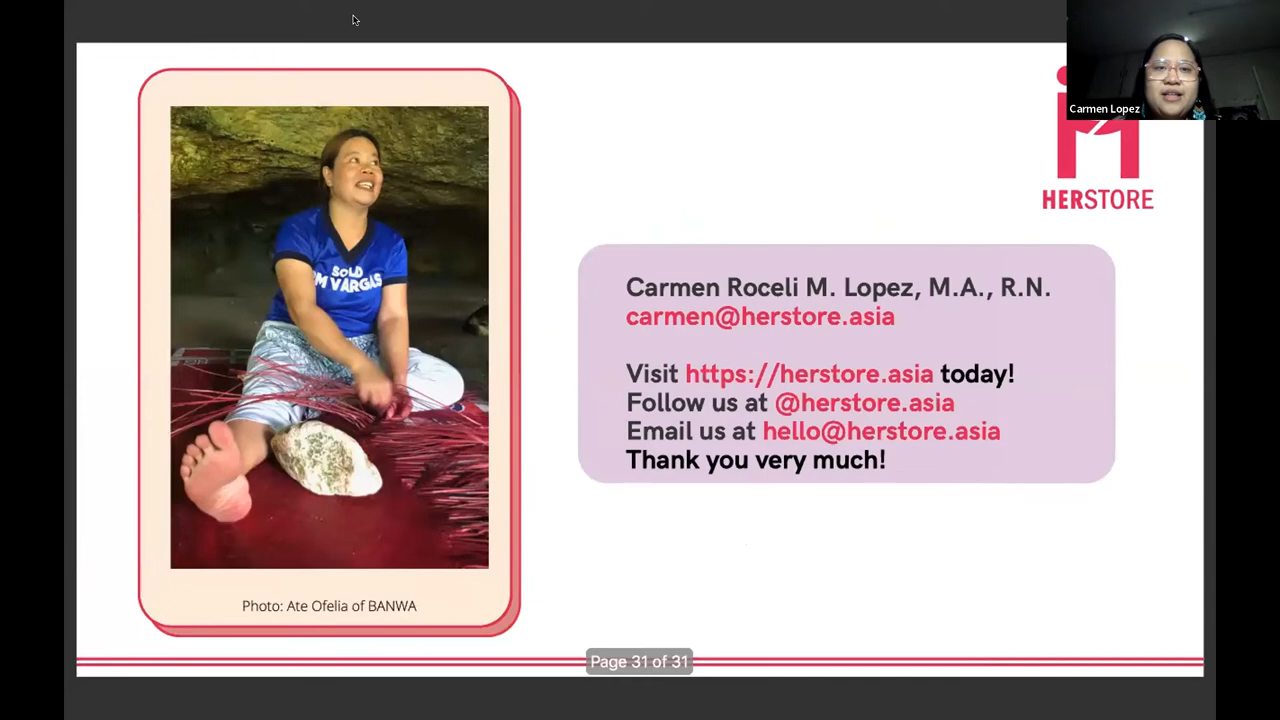 Carmen Lopez
HERSTORE
SOLD
PM VARGAS
Carmen Roceli M. Lopez, M.A., R.N.
carmen@herstore.asia
Visit https://herstore.asia today!
Follow us at @herstore.asia
Email us at hello@herstore.asia
Thank you very much!
Photo: Ate Ofelia of BANWA
Page 31 of 31